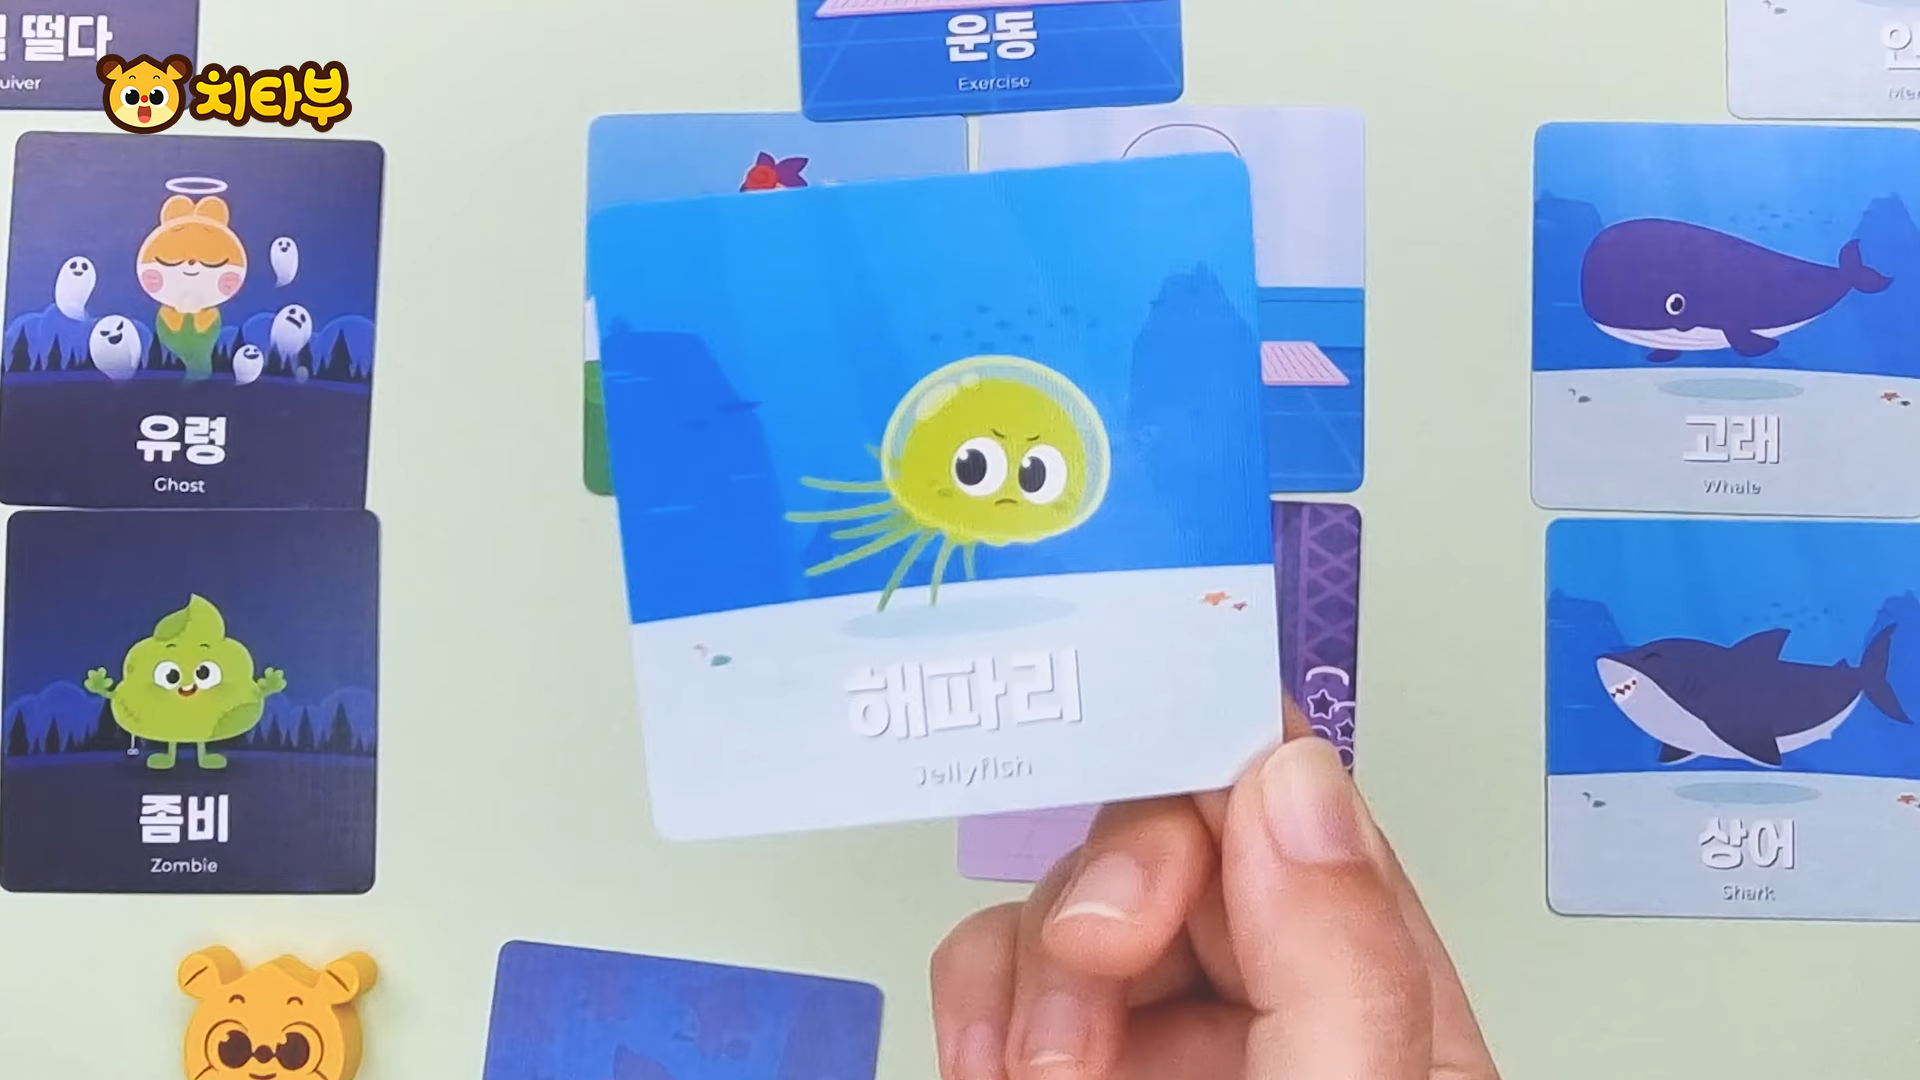 떨다
치타부
운동
Exercise
유령
Ghost
고래
Whale
해파리
Jellyfish
좀비
Zombie
상어
Shark